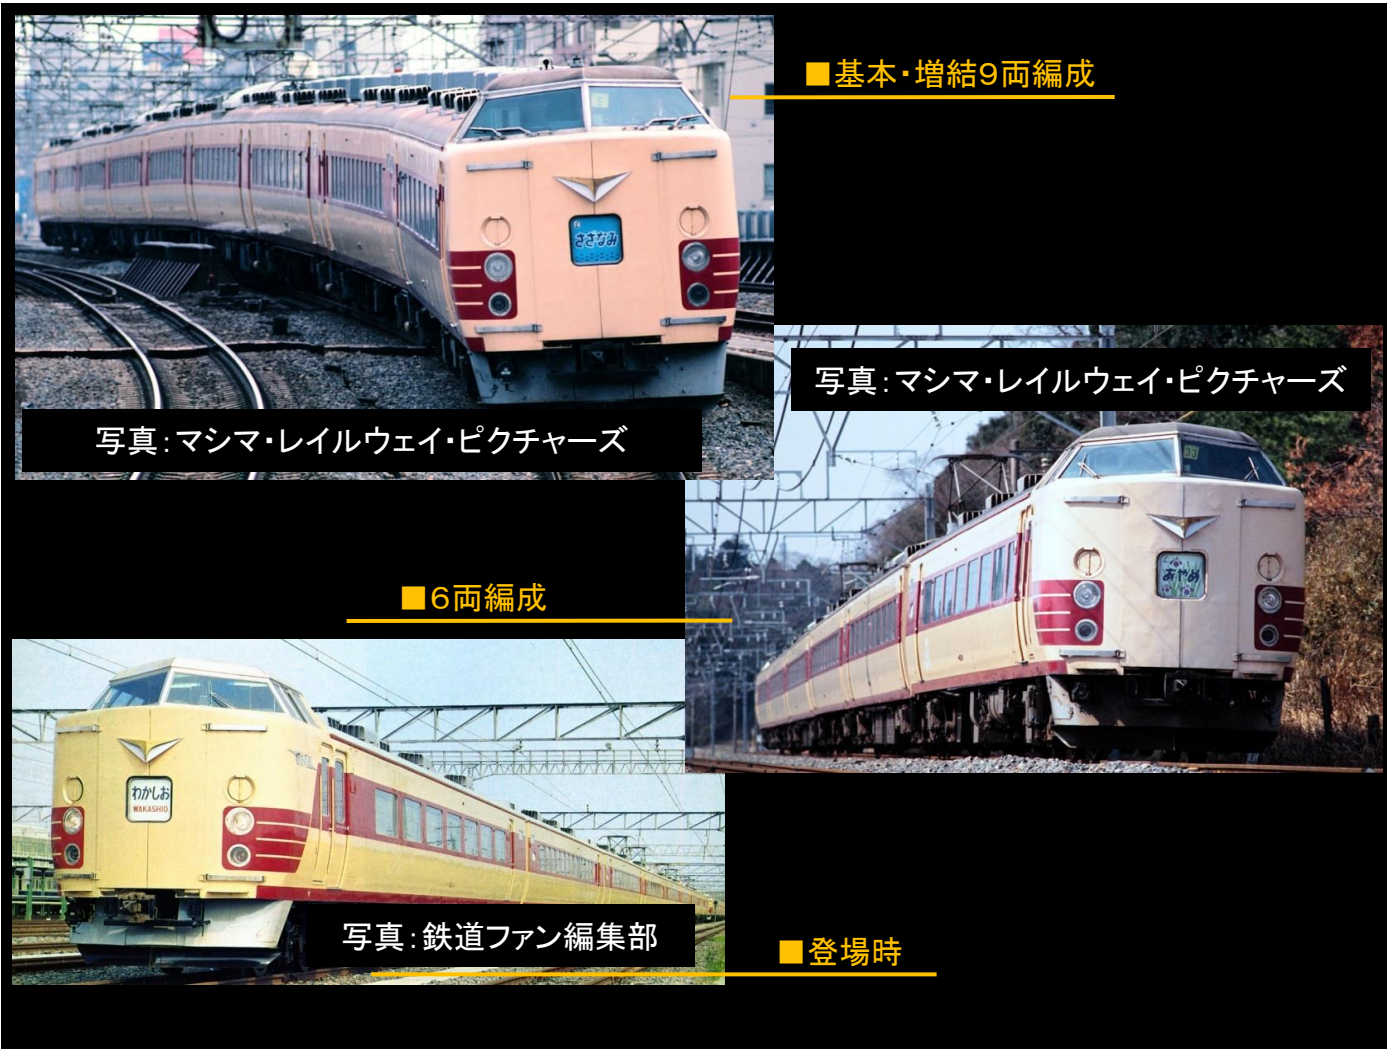 ■基本・増結９両編成
さざなみ
写真：マシマ・レイルウェイ・ピクチャーズ
写真：マシマ・レイルウェイ・ピクチャーズ
33
あやめ
■６両編成
わかしお
WAKASHIO
写真：鉄道ファン編集部
■登場時